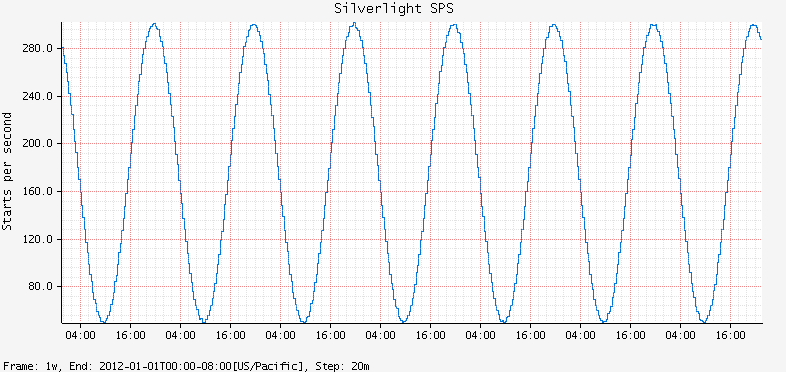 Silverlight SPS
Starts per second
280.0
240.0
200.0
160.0
120.0
80.0
04:00 16:00 04:00 16:00 04:00 16:00 04:00 16:00 04:00 16:00 04:00 16:00 04:00 16:00
Frame: 1w, End: 2012-01-01T00:00-08:00[US/Pacific], Step: 20m